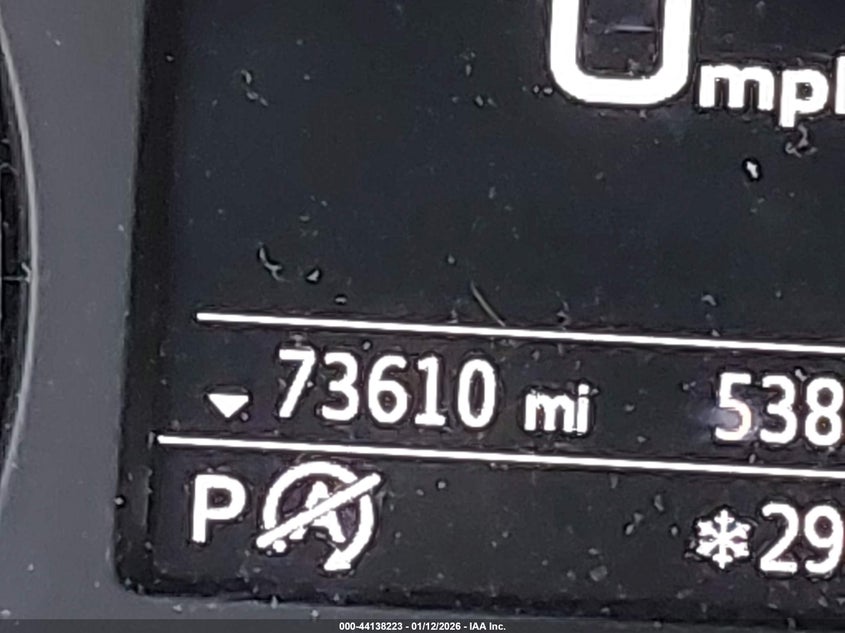 0 mph
73610 mi 538
P A 29
000-44138223 - 01/12/2026 - IAA Inc.